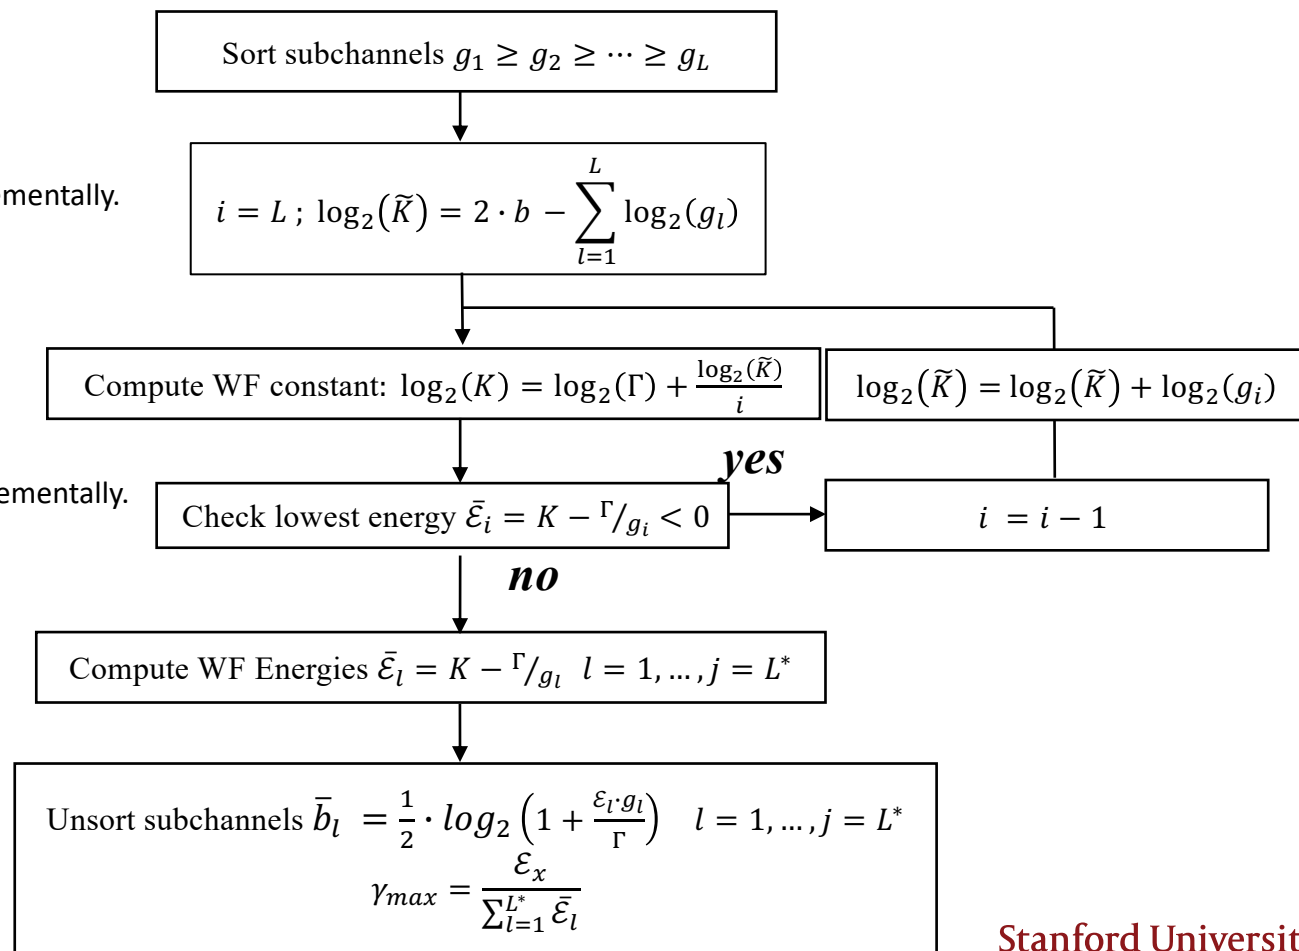 Sort subchannels g₁ ≥ g₂ ≥ ⋯ ≥ g_L
ementally.
i = L ; log₂(K̃) = 2 · b − ∑_{l=1}^{L} log₂(g_l)
Compute WF constant: log₂(K) = log₂(Γ) + log₂(K̃)/i
log₂(K̃) = log₂(K̃) + log₂(g_i)
yes
ementally.
Check lowest energy ℰ̄_i = K − Γ/g_i < 0
i = i − 1
no
Compute WF Energies ℰ̄_l = K − Γ/g_l l = 1, … , j = L*
Unsort subchannels b̄_l = 1/2 · log₂(1 + ℰ_l·g_l/Γ) l = 1, … , j = L*
γ_max = ℰ_x / ∑_{l=1}^{L*} ℰ̄_l
Stanford Universit